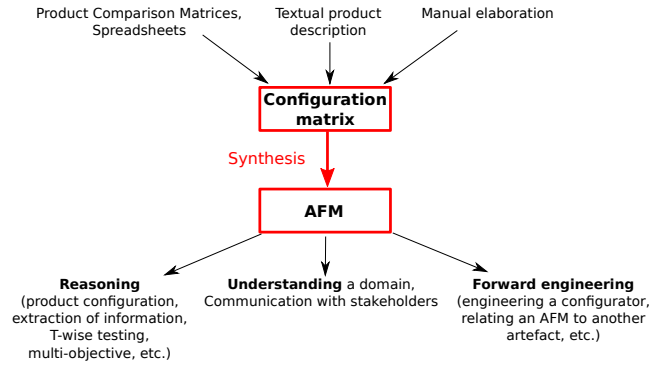 Product Comparison Matrices,
Spreadsheets
Textual product
description
Manual elaboration
Configuration
matrix
Synthesis
AFM
Reasoning
(product configuration,
extraction of information,
T-wise testing,
multi-objective, etc.)
Understanding a domain,
Communication with stakeholders
Forward engineering
(engineering a configurator,
relating an AFM to another
artefact, etc.)